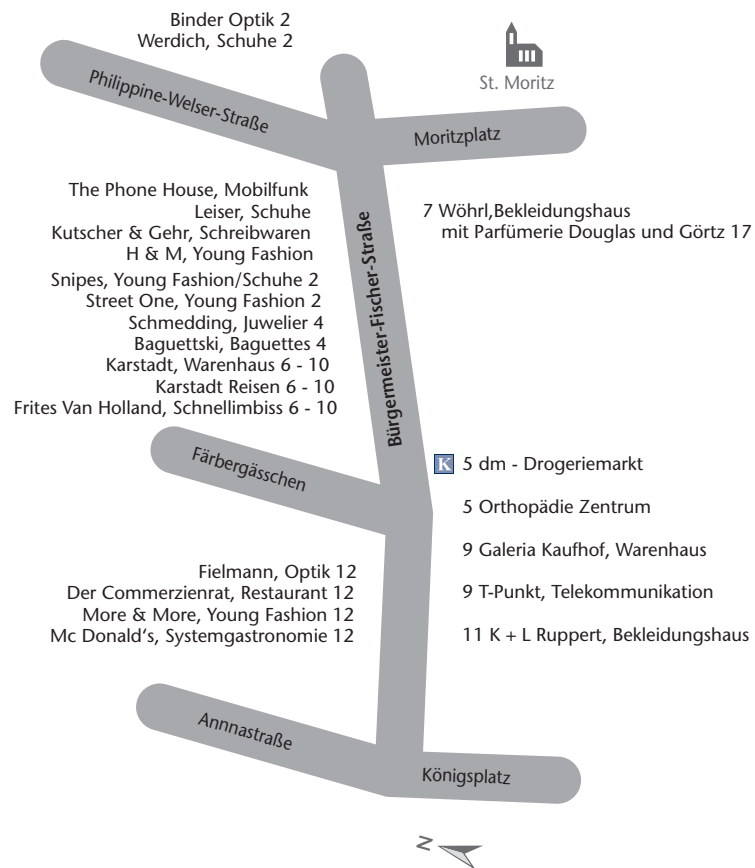 Binder Optik 2
Werdich, Schuhe 2
St. Moritz
Philippine-Welser-Straße
Moritzplatz
The Phone House, Mobilfunk
Leiser, Schuhe
Kutscher & Gehr, Schreibwaren
H & M, Young Fashion
Snipes, Young Fashion/Schuhe 2
Street One, Young Fashion 2
Schmedding, Juwelier 4
Baguettski, Baguettes 4
Karstadt, Warenhaus 6 - 10
Karstadt Reisen 6 - 10
Frites Van Holland, Schnellimbiss 6 - 10
Bürgermeister-Fischer-Straße
7 Wöhrl,Bekleidungshaus
mit Parfümerie Douglas und Görtz 17
Färbergässchen
K 5 dm - Drogeriemarkt
5 Orthopädie Zentrum
9 Galeria Kaufhof, Warenhaus
9 T-Punkt, Telekommunikation
11 K + L Ruppert, Bekleidungshaus
Fielmann, Optik 12
Der Commerzienrat, Restaurant 12
More & More, Young Fashion 12
Mc Donald‘s, Systemgastronomie 12
Annnastraße
Königsplatz
N